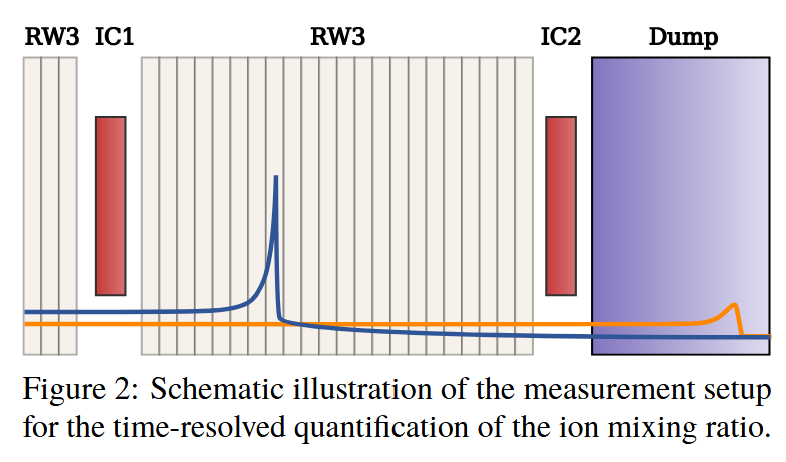 RW3 IC1 RW3 IC2 Dump
Figure 2: Schematic illustration of the measurement setup
for the time-resolved quantification of the ion mixing ratio.